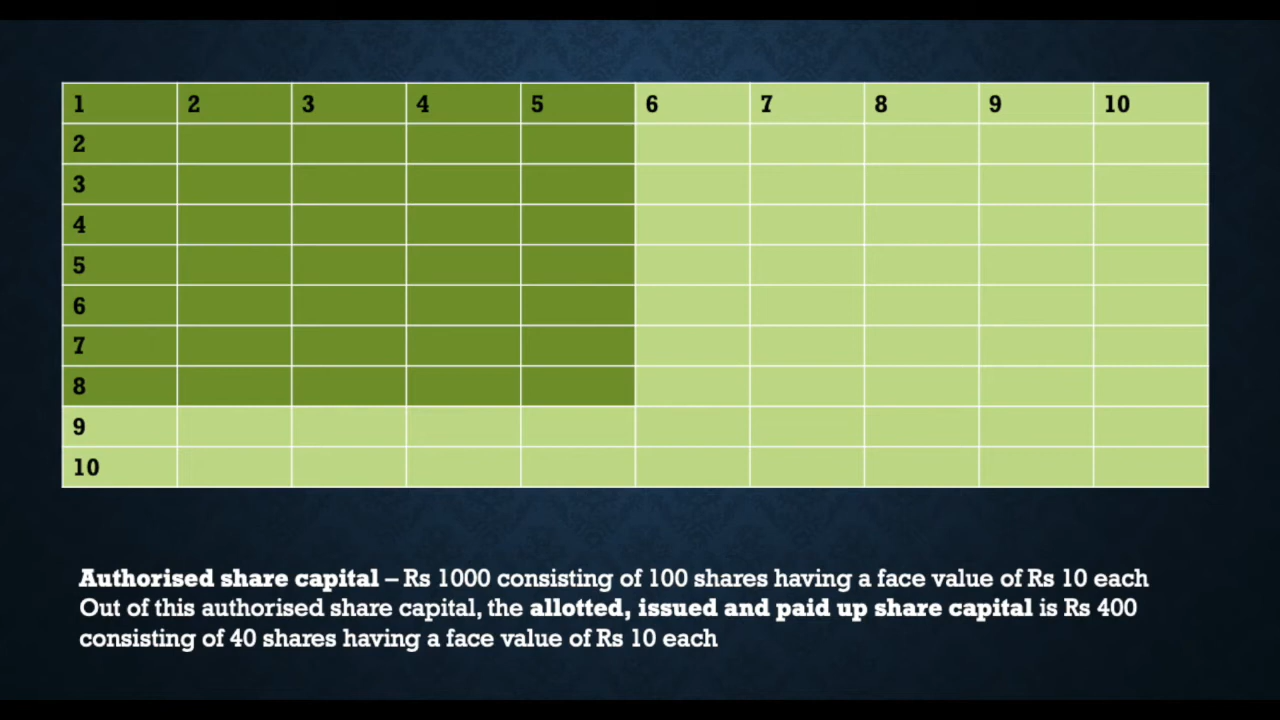 1 2 3 4 5 6 7 8 9 10
2
3
4
5
6
7
8
9
10
Authorised share capital – Rs 1000 consisting of 100 shares having a face value of Rs 10 each
Out of this authorised share capital, the allotted, issued and paid up share capital is Rs 400
consisting of 40 shares having a face value of Rs 10 each